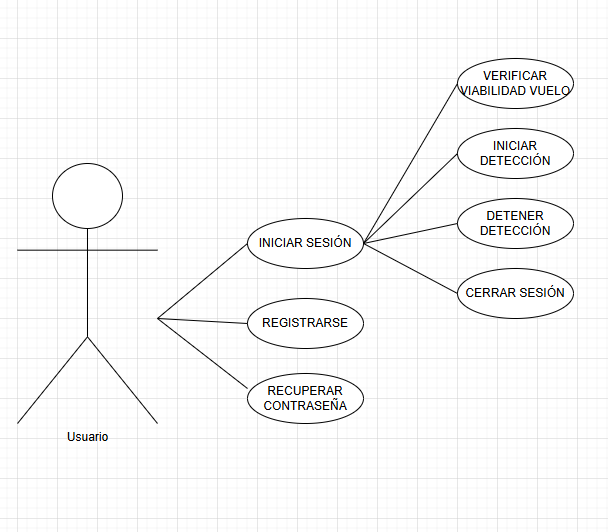 VERIFICAR
VIABILIDAD VUELO
INICIAR
DETECCIÓN
DETENER
DETECCIÓN
INICIAR SESIÓN
CERRAR SESIÓN
REGISTRARSE
RECUPERAR
CONTRASEÑA
Usuario